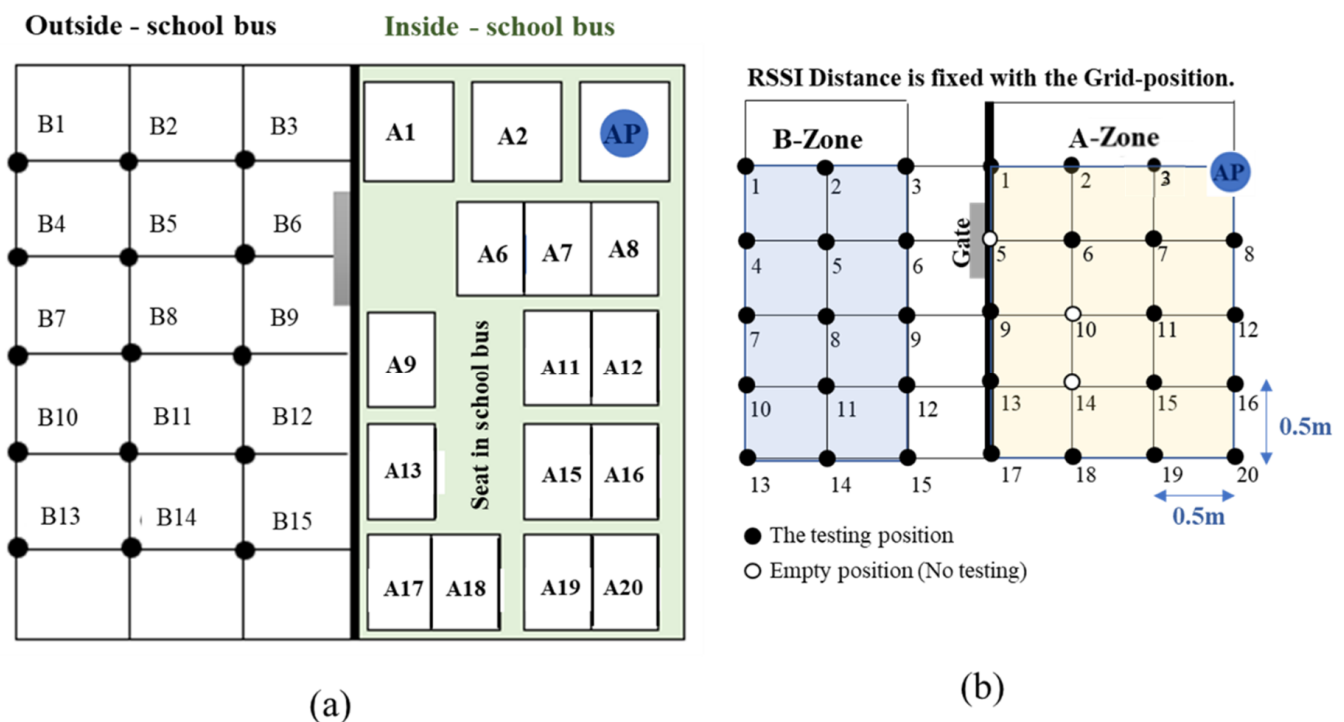 Outside - school bus
Inside - school bus
B1
B2
B3
A1
A2
AP
B4
B5
B6
A6
A7
A8
B7
B8
B9
A9
A11
A12
Seat in school bus
B10
B11
B12
A13
A15
A16
B13
B14
B15
A17
A18
A19
A20
(a)
RSSI Distance is fixed with the Grid-position.
B-Zone
A-Zone
AP
1
2
3
1
2
3
Gate
4
5
6
5
6
7
8
7
8
9
9
10
11
12
10
11
12
13
14
15
16
0.5m
13
14
15
17
18
19
20
0.5m
The testing position
Empty position (No testing)
(b)